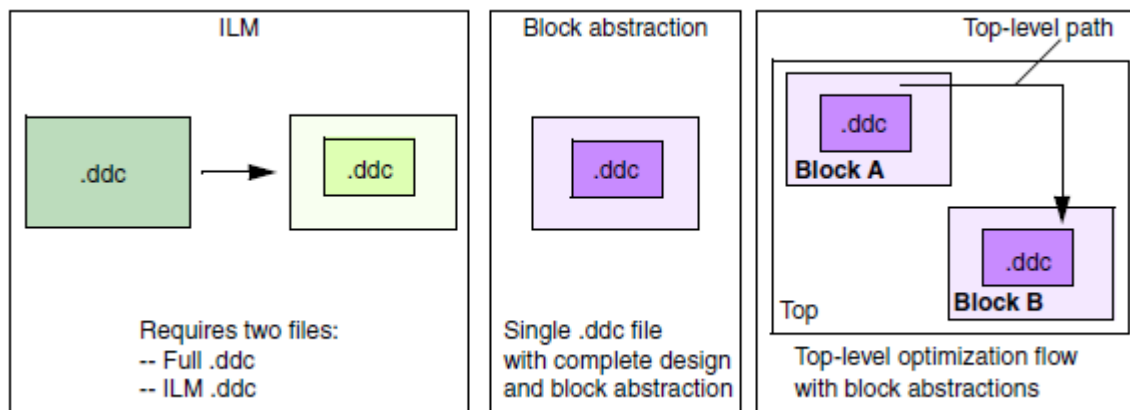 ILM
.ddc
.ddc
Requires two files:
-- Full .ddc
-- ILM .ddc
Block abstraction
.ddc
Single .ddc file
with complete design
and block abstraction
Top-level path
.ddc
Block A
.ddc
Block B
Top
Top-level optimization flow
with block abstractions